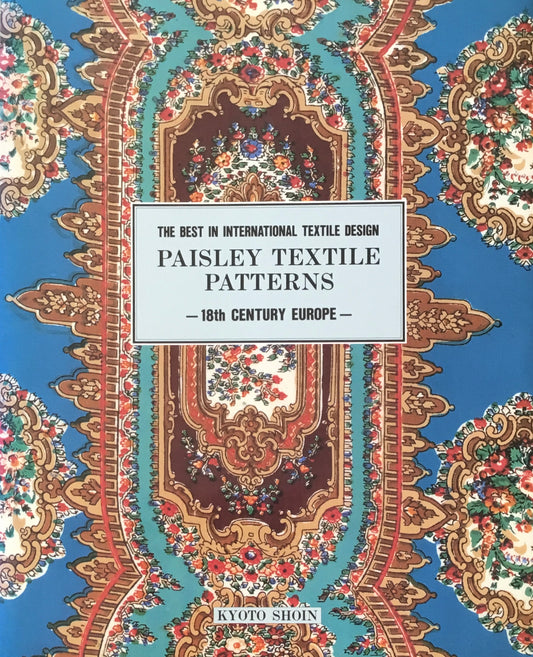 THE BEST IN INTERNATIONAL TEXTILE DESIGN
PAISLEY TEXTILE
PATTERNS
— 18th CENTURY EUROPE —
KYOTO SHOIN